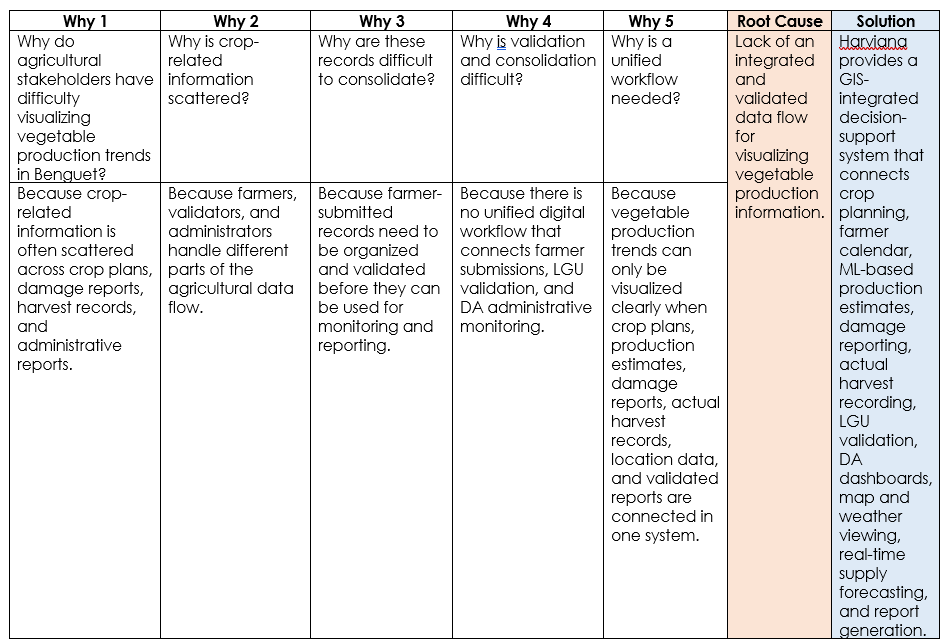 Why 1
Why 2
Why 3
Why 4
Why 5
Root Cause
Solution
Why do
agricultural
stakeholders have
difficulty
visualizing
vegetable
production trends
in Benguet?
Why is crop-
related
information
scattered?
Why are these
records difficult
to consolidate?
Why is validation
and consolidation
difficult?
Why is a
unified
workflow
needed?
Lack of an
integrated
and
validated
data flow
for
visualizing
vegetable
production
information.
Harviana
provides a
GIS-
integrated
decision-
support
system that
connects
crop
planning,
farmer
calendar,
ML-based
production
estimates,
damage
reporting,
actual
harvest
recording,
LGU
validation,
DA
dashboards,
map and
weather
viewing,
real-time
supply
forecasting,
and report
generation.
Because crop-
related
information is
often scattered
across crop plans,
damage reports,
harvest records,
and
administrative
reports.
Because farmers,
validators, and
administrators
handle different
parts of the
agricultural data
flow.
Because farmer-
submitted
records need to
be organized
and validated
before they can
be used for
monitoring and
reporting.
Because there is
no unified digital
workflow that
connects farmer
submissions, LGU
validation, and
DA administrative
monitoring.
Because
vegetable
production
trends can
only be
visualized
clearly when
crop plans,
production
estimates,
damage
reports, actual
harvest
records,
location data,
and validated
reports are
connected in
one system.